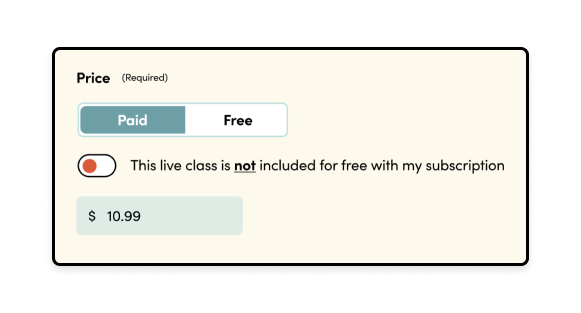 Price (Required)
Paid Free
This live class is not included for free with my subscription
$ 10.99